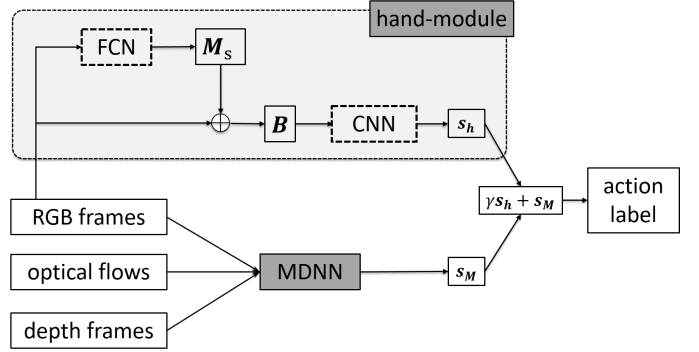 hand-module
FCN
M_S
B
CNN
s_h
RGB frames
γs_h + s_M
action
label
optical flows
MDNN
s_M
depth frames